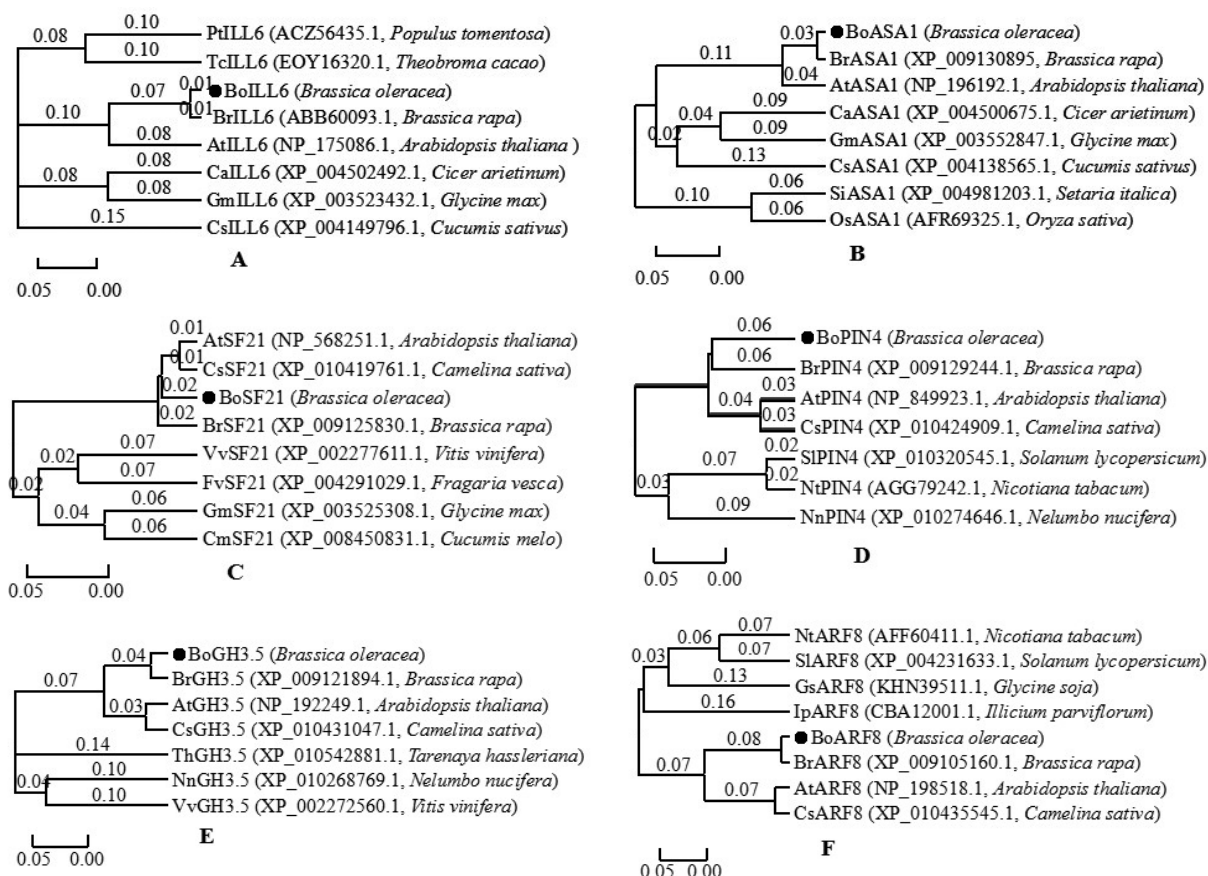 0.10
PtILL6 (ACZ56435.1, Populus tomentosa)
0.08
0.10
TcILL6 (EOY16320.1, Theobroma cacao)
0.07
0.01
BoILL6 (Brassica oleracea)
0.10
0.01
BrILL6 (ABB60093.1, Brassica rapa)
0.08
AtILL6 (NP_175086.1, Arabidopsis thaliana )
0.08
CaILL6 (XP_004502492.1, Cicer arietinum)
0.08
0.08
GmILL6 (XP_003523432.1, Glycine max)
0.15
CsILL6 (XP_004149796.1, Cucumis sativus)
A
0.05 0.00
0.03
BoASA1 (Brassica oleracea)
0.11
BrASA1 (XP_009130895, Brassica rapa)
0.04
AtASA1 (NP_196192.1, Arabidopsis thaliana)
0.09
CaASA1 (XP_004500675.1, Cicer arietinum)
0.04
0.02
0.09
GmASA1 (XP_003552847.1, Glycine max)
0.13
CsASA1 (XP_004138565.1, Cucumis sativus)
0.06
SiASA1 (XP_004981203.1, Setaria italica)
0.10
0.06
OsASA1 (AFR69325.1, Oryza sativa)
B
0.05 0.00
0.01
AtSF21 (NP_568251.1, Arabidopsis thaliana)
0.01
CsSF21 (XP_010419761.1, Camelina sativa)
0.02
BoSF21 (Brassica oleracea)
0.02
BrSF21 (XP_009125830.1, Brassica rapa)
0.07
VvSF21 (XP_002277611.1, Vitis vinifera)
0.02
0.07
FvSF21 (XP_004291029.1, Fragaria vesca)
0.02
0.06
GmSF21 (XP_003525308.1, Glycine max)
0.04
0.06
CmSF21 (XP_008450831.1, Cucumis melo)
C
0.05 0.00
0.06
BoPIN4 (Brassica oleracea)
0.06
BrPIN4 (XP_009129244.1, Brassica rapa)
0.03
0.04
AtPIN4 (NP_849923.1, Arabidopsis thaliana)
0.03
CsPIN4 (XP_010424909.1, Camelina sativa)
0.02
SlPIN4 (XP_010320545.1, Solanum lycopersicum)
0.07
0.02
0.03
NtPIN4 (AGG79242.1, Nicotiana tabacum)
0.09
NnPIN4 (XP_010274646.1, Nelumbo nucifera)
D
0.05 0.00
0.04
BoGH3.5 (Brassica oleracea)
0.07
BrGH3.5 (XP_009121894.1, Brassica rapa)
0.03
AtGH3.5 (NP_192249.1, Arabidopsis thaliana)
CsGH3.5 (XP_010431047.1, Camelina sativa)
0.14
ThGH3.5 (XP_010542881.1, Tarenaya hassleriana)
0.10
0.04
NnGH3.5 (XP_010268769.1, Nelumbo nucifera)
0.10
VvGH3.5 (XP_002272560.1, Vitis vinifera)
E
0.05 0.00
0.07
NtARF8 (AFF60411.1, Nicotiana tabacum)
0.06
0.07
SlARF8 (XP_004231633.1, Solanum lycopersicum)
0.03
0.13
GsARF8 (KHN39511.1, Glycine soja)
0.16
IpARF8 (CBA12001.1, Illicium parviflorum)
0.08
BoARF8 (Brassica oleracea)
0.07
BrARF8 (XP_009105160.1, Brassica rapa)
0.07
AtARF8 (NP_198518.1, Arabidopsis thaliana)
CsARF8 (XP_010435545.1, Camelina sativa)
F
0.05 0.00